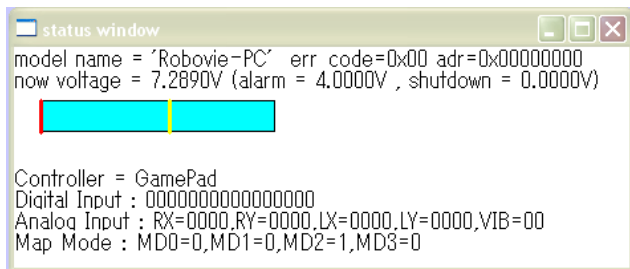 status window
model name = 'Robovie-PC'  err code=0x00 adr=0x00000000
now voltage = 7.2890V (alarm = 4.0000V , shutdown = 0.0000V)
Controller = GamePad
Digital Input : 0000000000000000
Analog Input : RX=0000,RY=0000,LX=0000,LY=0000,VIB=00
Map Mode : MD0=0,MD1=0,MD2=1,MD3=0